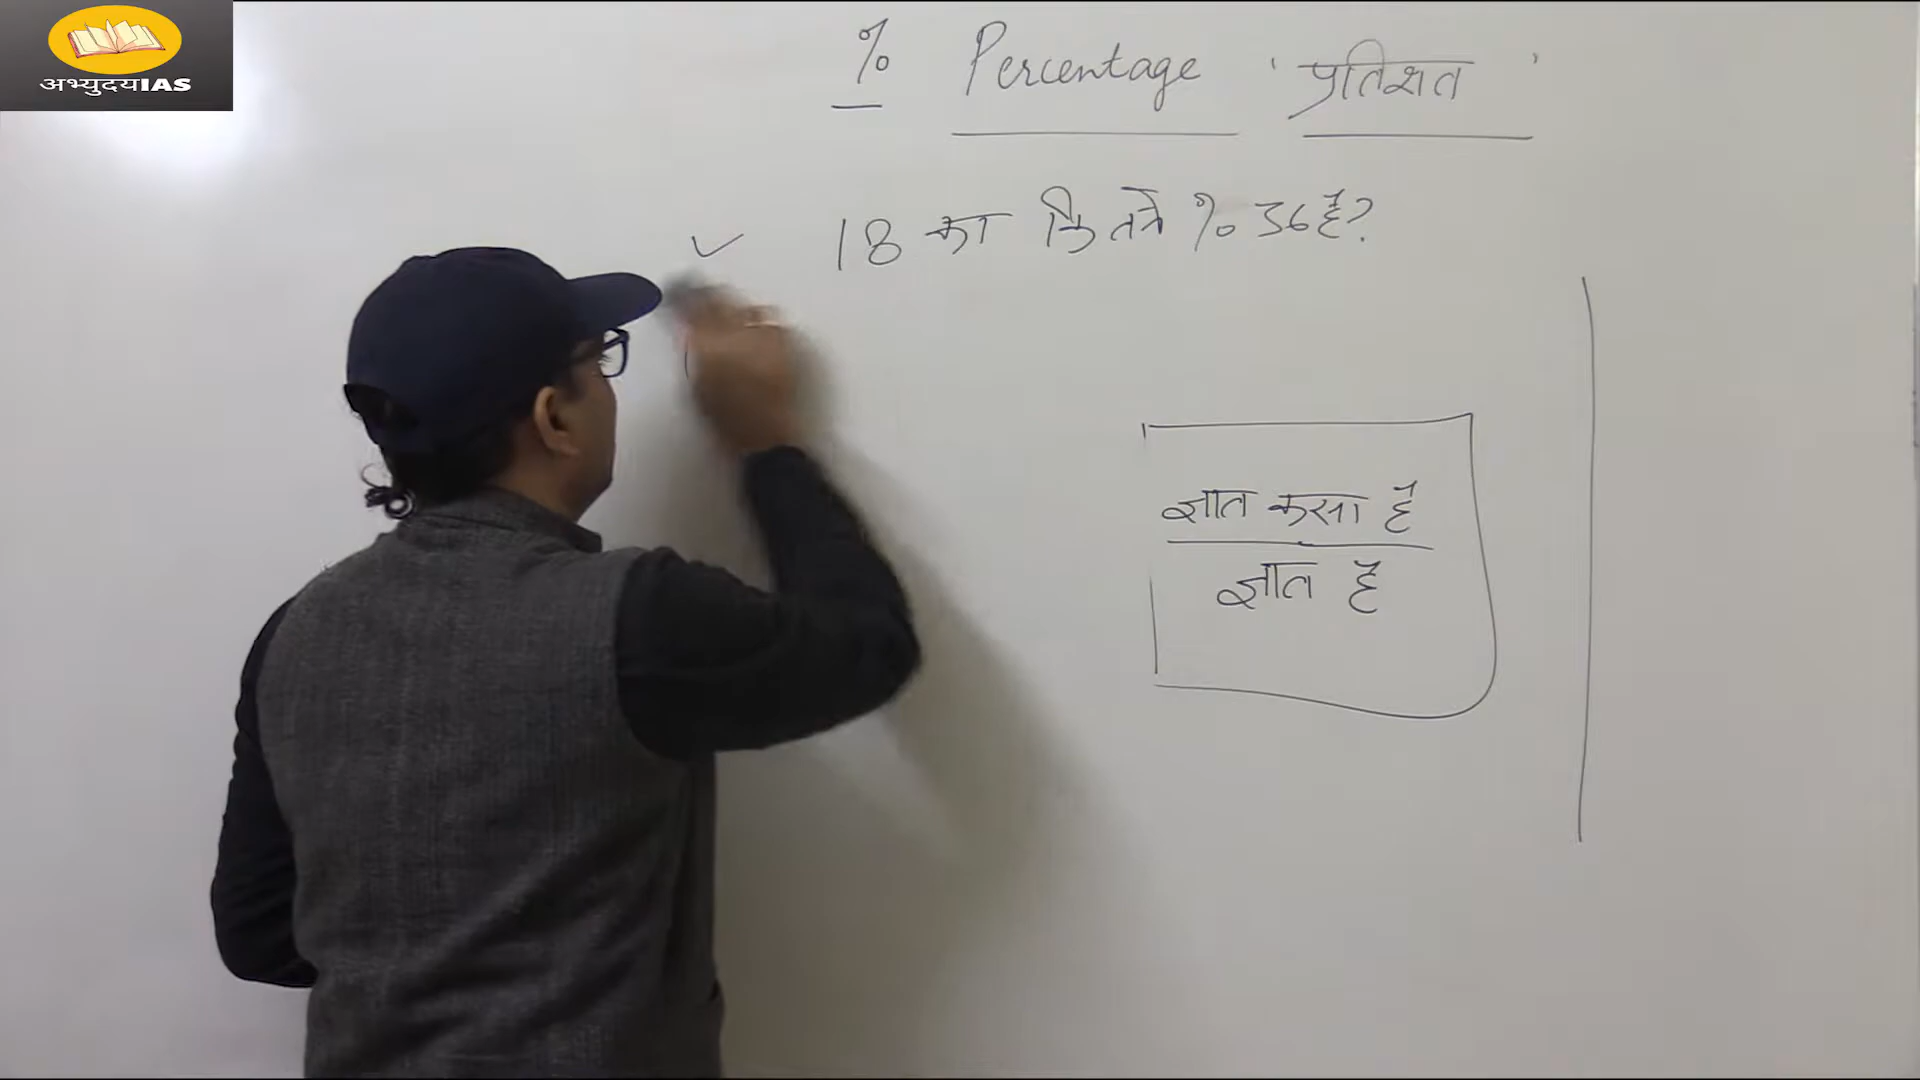 अभ्युदयIAS
% Percentage 'प्रतिशत'
18 का कितने % 36 है?
ज्ञात करना है
ज्ञात है